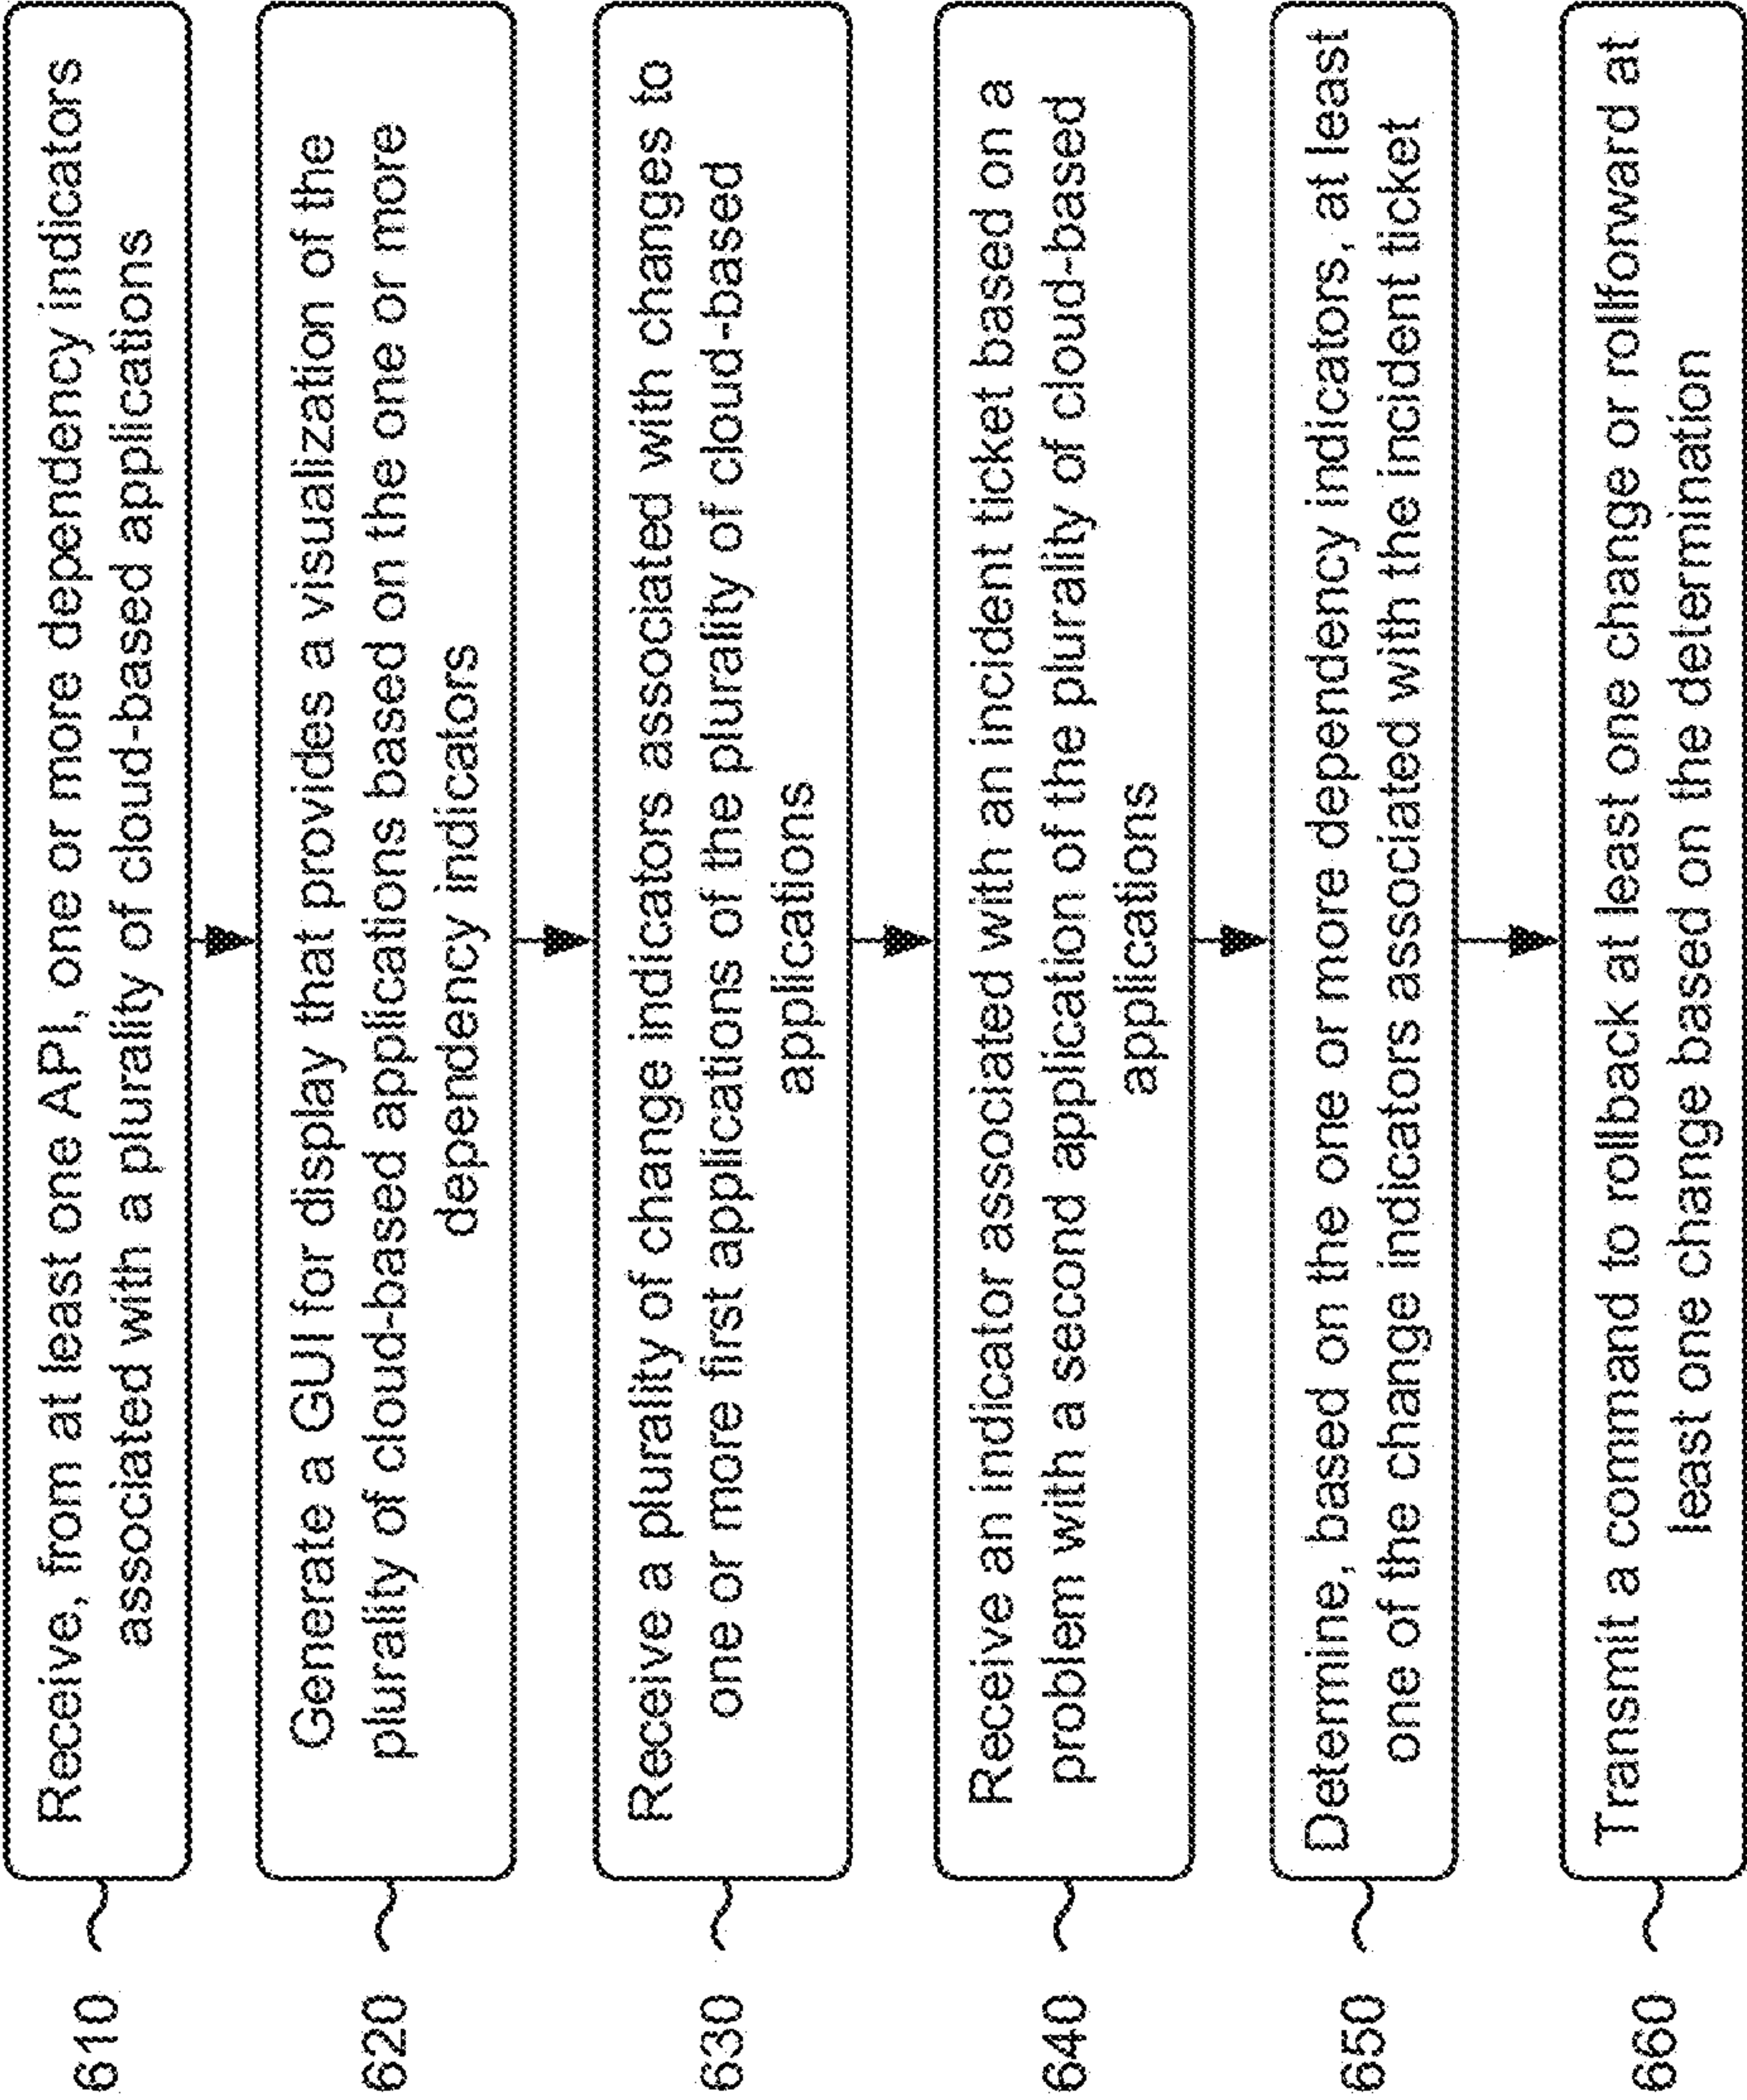 610
Receive, from at least one API, one or more dependency indicators
associated with a plurality of cloud-based applications
620
Generate a GUI for display that provides a visualization of the
plurality of cloud-based applications based on the one or more
dependency indicators
630
Receive a plurality of change indicators associated with changes to
one or more first applications of the plurality of cloud-based
applications
640
Receive an indicator associated with an incident ticket based on a
problem with a second application of the plurality of cloud-based
applications
650
Determine, based on the one or more dependency indicators, at least
one of the change indicators associated with the incident ticket
660
Transmit a command to rollback at least one change or rollforward at
least one change based on the determination